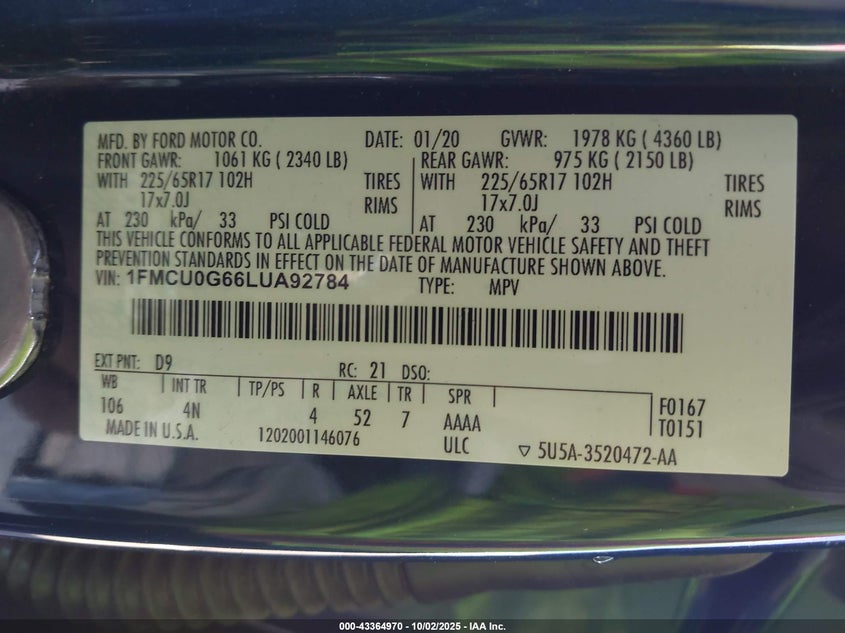 MFD. BY FORD MOTOR CO. DATE: 01/20 GVWR: 1978 KG ( 4360 LB)
FRONT GAWR: 1061 KG ( 2340 LB) REAR GAWR: 975 KG ( 2150 LB)
WITH 225/65R17 102H TIRES WITH 225/65R17 102H TIRES
17x7.0J RIMS 17x7.0J RIMS
AT 230 kPa/ 33 PSI COLD AT 230 kPa/ 33 PSI COLD
THIS VEHICLE CONFORMS TO ALL APPLICABLE FEDERAL MOTOR VEHICLE SAFETY AND THEFT
PREVENTION STANDARDS IN EFFECT ON THE DATE OF MANUFACTURE SHOWN ABOVE.
VIN: 1FMCU0G66LUA92784 TYPE: MPV
EXT PNT: D9 RC: 21 DSO:
WB INT TR TP/PS R AXLE TR SPR F0167
106 4N 4 52 7 AAAA T0151
MADE IN U.S.A. 1202001146076 ULC ▽ 5U5A-3520472-AA
000-43364970 - 10/02/2025 - IAA Inc.